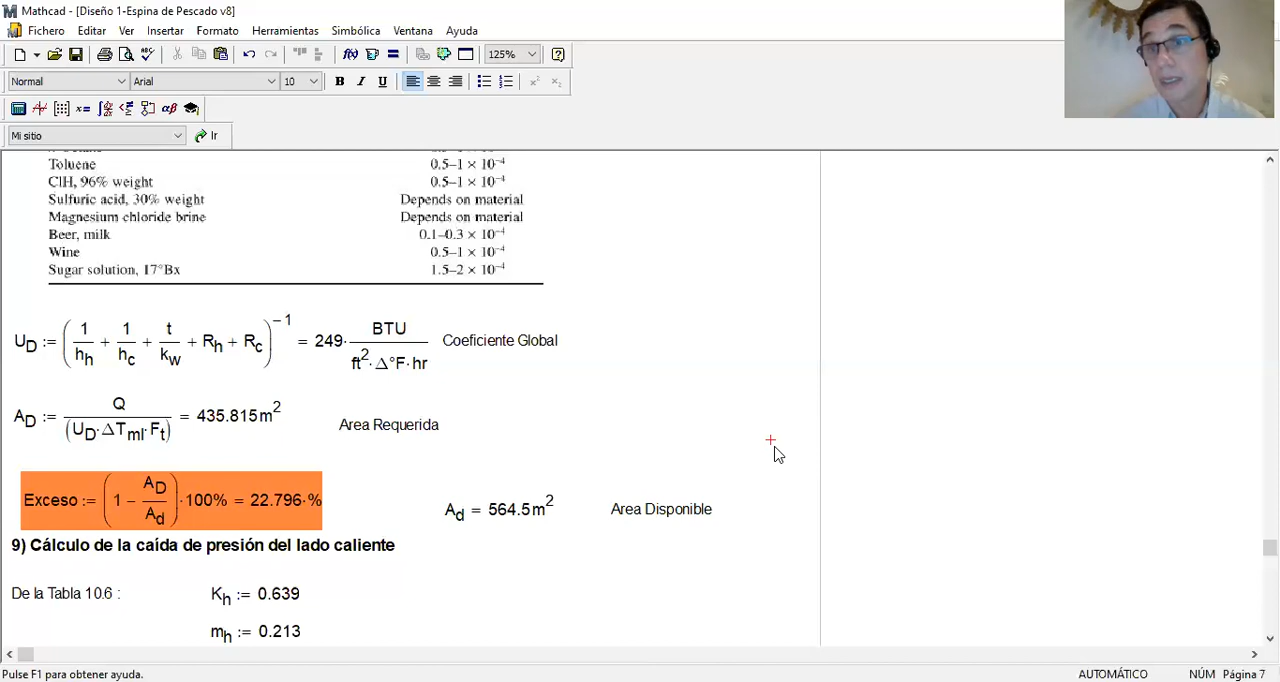 Mathcad - [Diseño 1-Espina de Pescado v8]
Fichero Editar Ver Insertar Formato Herramientas Simbólica Ventana Ayuda
125%
Normal Arial 10 B I U
Mi sitio Ir
Toluene 0.5–1 × 10⁻⁴
ClH, 96% weight 0.5–1 × 10⁻⁴
Sulfuric acid, 30% weight Depends on material
Magnesium chloride brine Depends on material
Beer, milk 0.1–0.3 × 10⁻⁴
Wine 0.5–1 × 10⁻⁴
Sugar solution, 17°Bx 1.5–2 × 10⁻⁴
U_D := (1/h_h + 1/h_c + t/k_w + R_h + R_c)⁻¹ = 249· BTU/(ft²·Δ°F·hr) Coeficiente Global
A_D := Q/(U_D·ΔT_ml·F_t) = 435.815 m² Area Requerida
Exceso := (1 − A_D/A_d)·100% = 22.796·% A_d = 564.5 m² Area Disponible
9) Cálculo de la caída de presión del lado caliente
De la Tabla 10.6 : K_h := 0.639
m_h := 0.213
Pulse F1 para obtener ayuda. AUTOMÁTICO NÚM Página 7